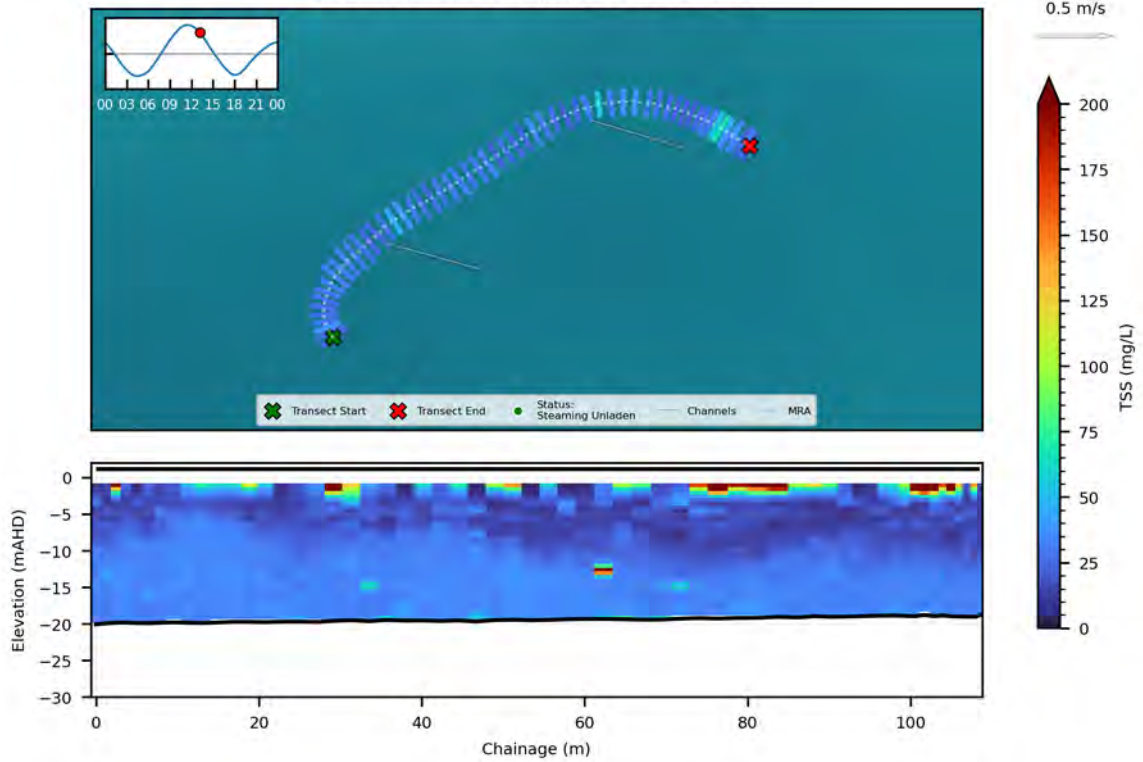 0.5 m/s
00 03 06 09 12 15 18 21 00
Transect Start
Transect End
Status:
Steaming Unladen
Channels
MRA
200
175
150
125
100
75
50
25
0
TSS (mg/L)
0
−5
−10
−15
−20
−25
−30
Elevation (mAHD)
0 20 40 60 80 100
Chainage (m)